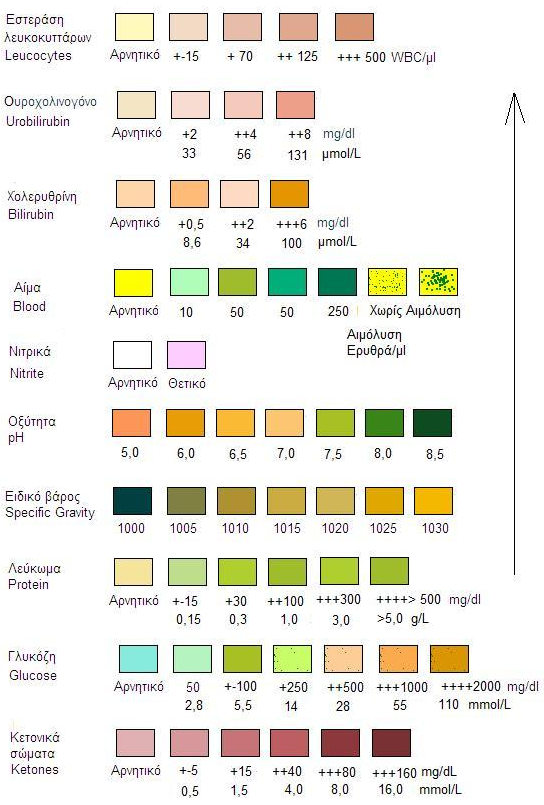 Εστεράση
λευκοκυττάρων
Leucocytes
Αρνητικό +-15 + 70 ++ 125 +++ 500 WBC/μl
Ουροχολινογόνο
Urobilirubin
Αρνητικό +2 ++4 ++8 mg/dl
33 56 131 μmol/L
Χολερυθρίνη
Bilirubin
Αρνητικό +0,5 ++2 +++6 mg/dl
8,6 34 100 μmol/L
Αίμα
Blood
Αρνητικό 10 50 50 250 Χωρίς Αιμόλυση
Αιμόλυση
Ερυθρά/μl
Νιτρικά
Nitrite
Αρνητικό Θετικό
Οξύτητα
pH
5,0 6,0 6,5 7,0 7,5 8,0 8,5
Ειδικό βάρος
Specific Gravity
1000 1005 1010 1015 1020 1025 1030
Λεύκωμα
Protein
Αρνητικό +-15 +30 ++100 +++300 ++++> 500 mg/dl
0,15 0,3 1,0 3,0 >5,0 g/L
Γλυκόζη
Glucose
Αρνητικό 50 +-100 +250 ++500 +++1000 ++++2000 mg/dl
2,8 5,5 14 28 55 110 mmol/L
Κετονικά
σώματα
Ketones
Αρνητικό +-5 +15 ++40 +++80 +++160 mg/dL
0,5 1,5 4,0 8,0 16,0 mmol/L